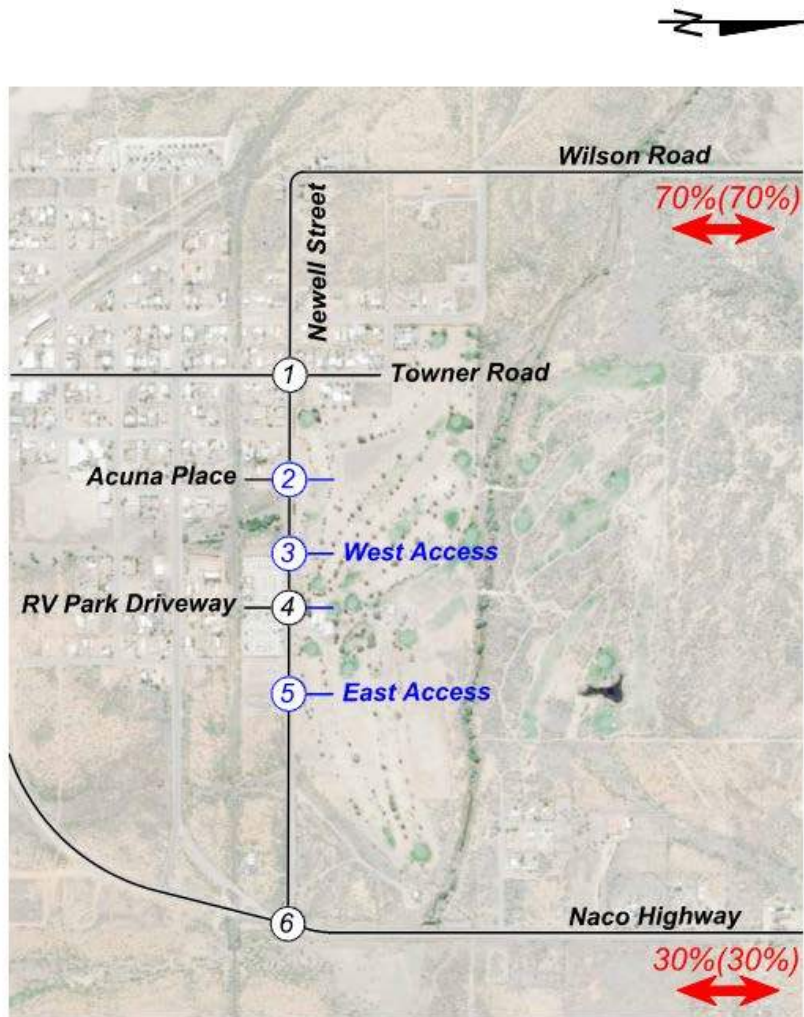 N
Wilson Road
70%(70%)
Newell Street
1
Towner Road
Acuna Place
2
3
West Access
RV Park Driveway
4
5
East Access
6
Naco Highway
30%(30%)